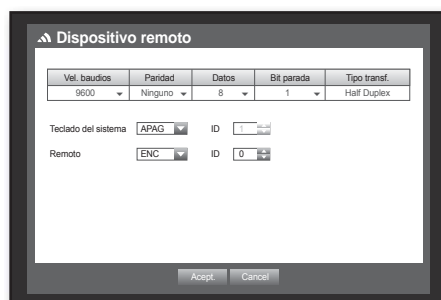 Dispositivo remoto
Vel. baudios Paridad Datos Bit parada Tipo transf.
9600 Ninguno 8 1 Half Duplex
Teclado del sistema APAG ID 1
Remoto ENC ID 0
Acept. Cancel